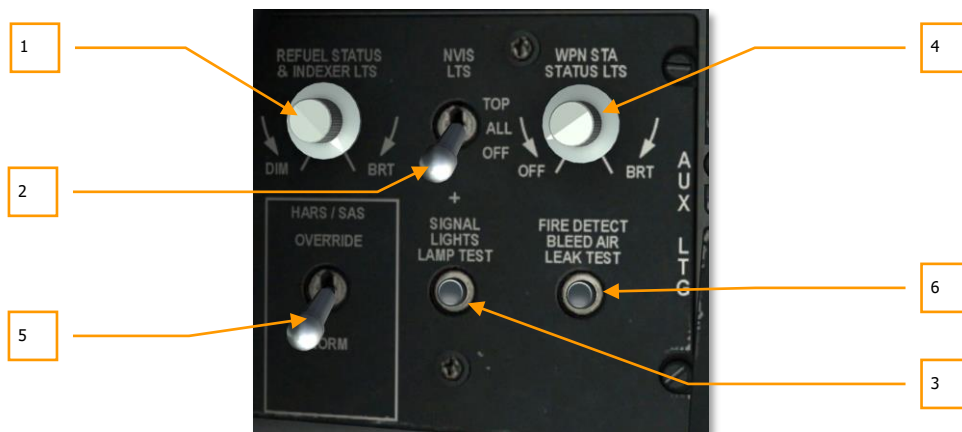 1
REFUEL STATUS
& INDEXER LTS
DIM
BRT
NVIS
LTS
TOP
ALL
OFF
WPN STA
STATUS LTS
OFF
BRT
4
2
AUX LTG
HARS / SAS
OVERRIDE
+
SIGNAL
LIGHTS
LAMP TEST
FIRE DETECT
BLEED AIR
LEAK TEST
6
5
3